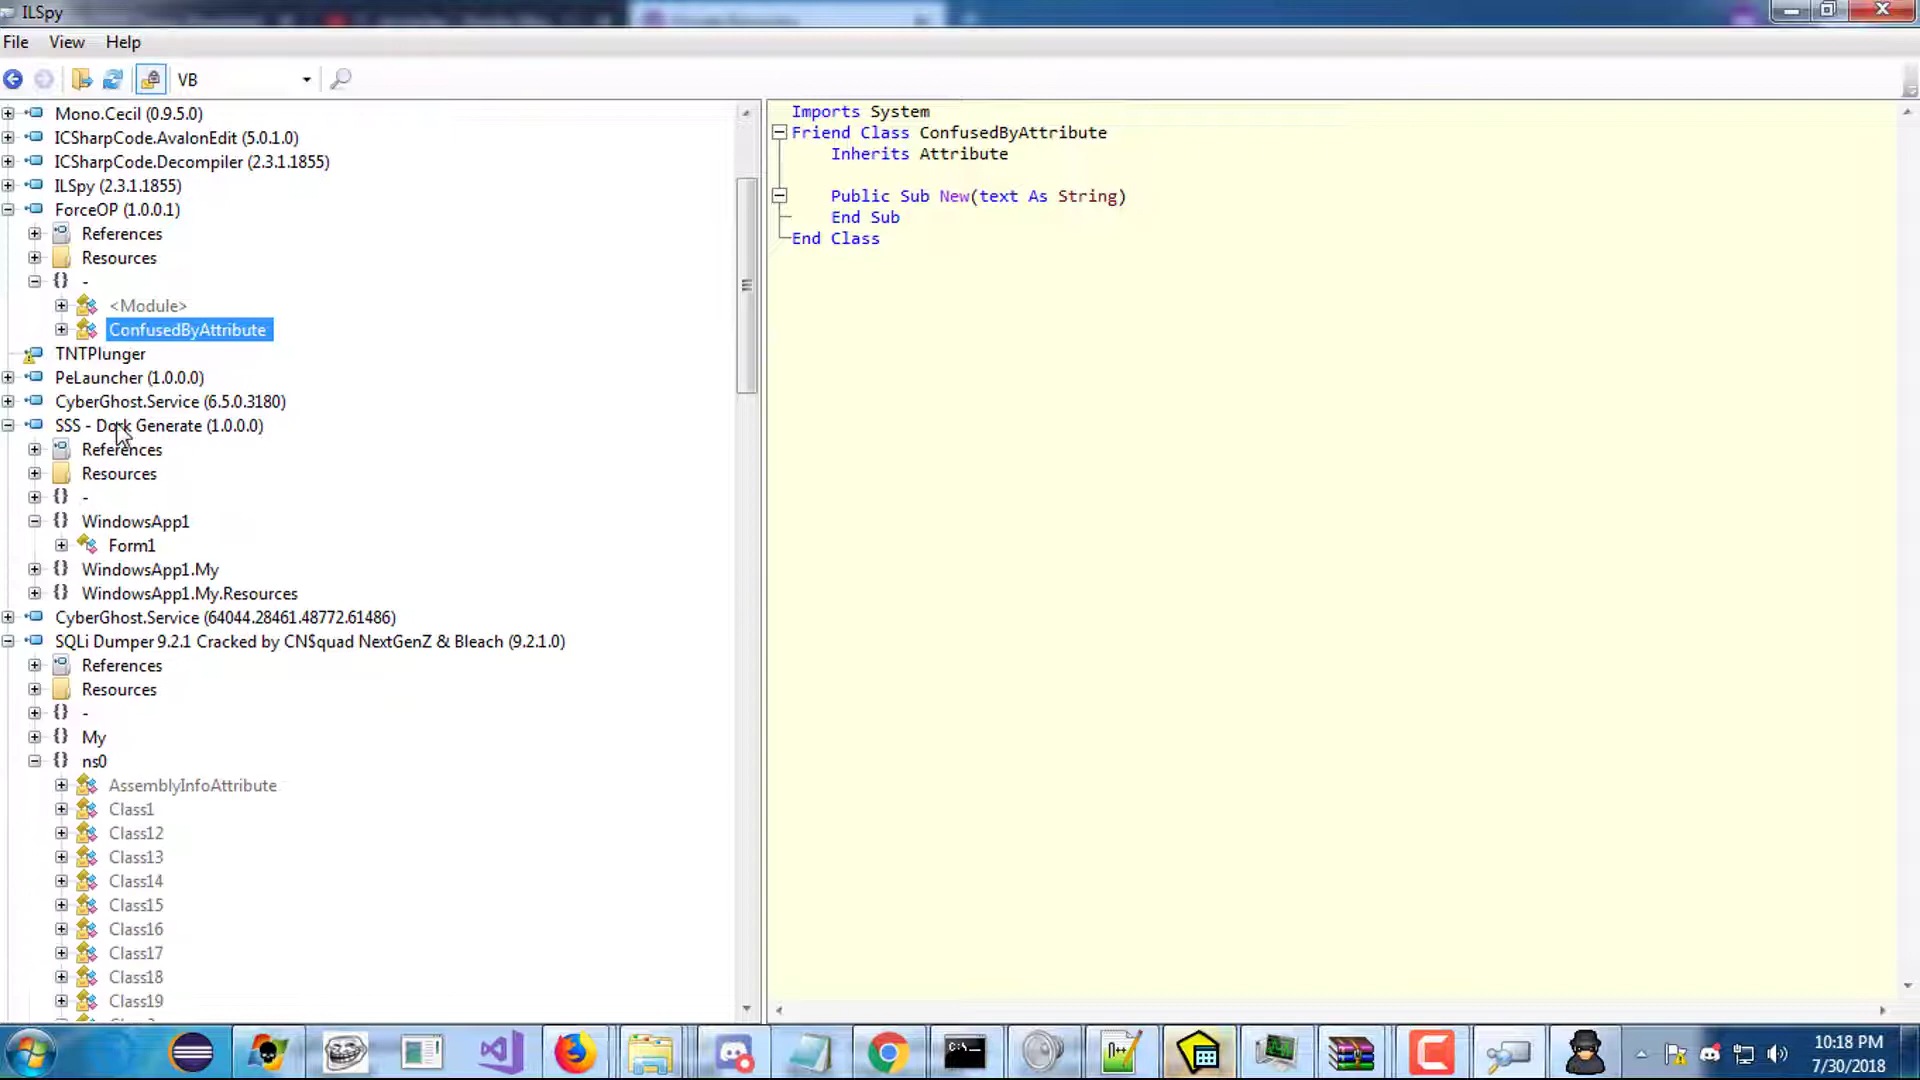 ILSpy
File View Help
VB
Mono.Cecil (0.9.5.0)
ICSharpCode.AvalonEdit (5.0.1.0)
ICSharpCode.Decompiler (2.3.1.1855)
ILSpy (2.3.1.1855)
ForceOP (1.0.0.1)
References
Resources
{} -
<Module>
ConfusedByAttribute
TNTPlunger
PeLauncher (1.0.0.0)
CyberGhost.Service (6.5.0.3180)
SSS - Dork Generate (1.0.0.0)
References
Resources
{} -
{} WindowsApp1
Form1
{} WindowsApp1.My
{} WindowsApp1.My.Resources
CyberGhost.Service (64044.28461.48772.61486)
SQLi Dumper 9.2.1 Cracked by CN$quad NextGenZ & Bleach (9.2.1.0)
References
Resources
{} -
{} My
{} ns0
AssemblyInfoAttribute
Class1
Class12
Class13
Class14
Class15
Class16
Class17
Class18
Class19
Imports System
Friend Class ConfusedByAttribute
Inherits Attribute
Public Sub New(text As String)
End Sub
End Class
C:\_
N++
10:18 PM
7/30/2018